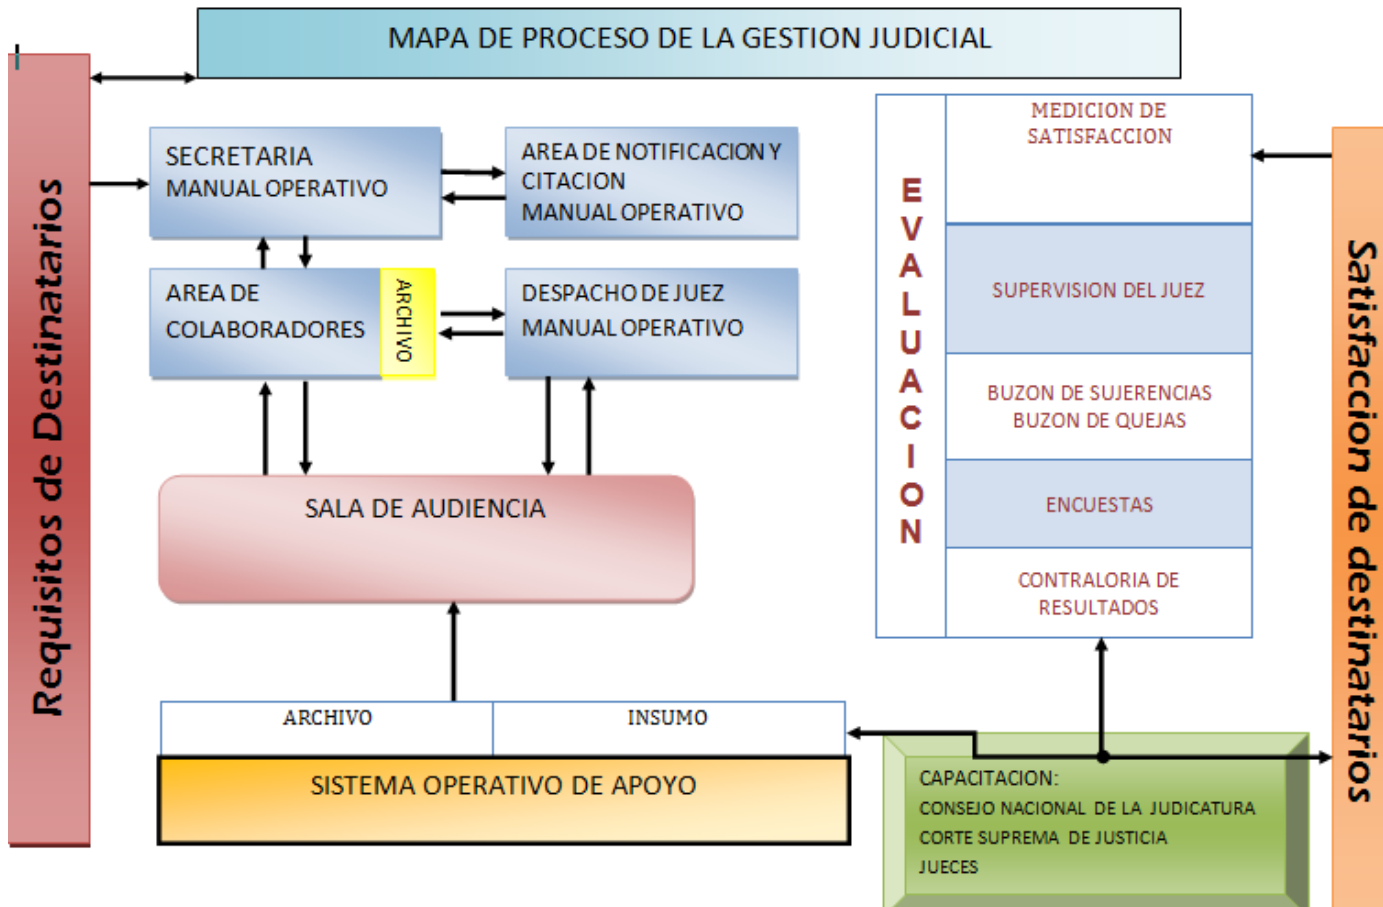 MAPA DE PROCESO DE LA GESTION JUDICIAL
Requisitos de Destinatarios
SECRETARIA
MANUAL OPERATIVO
AREA DE NOTIFICACION Y
CITACION
MANUAL OPERATIVO
AREA DE
COLABORADORES
ARCHIVO
DESPACHO DE JUEZ
MANUAL OPERATIVO
SALA DE AUDIENCIA
ARCHIVO
INSUMO
SISTEMA OPERATIVO DE APOYO
EVALUACION
MEDICION DE
SATISFACCION
SUPERVISION DEL JUEZ
BUZON DE SUJERENCIAS
BUZON DE QUEJAS
ENCUESTAS
CONTRALORIA DE
RESULTADOS
CAPACITACION:
CONSEJO NACIONAL DE LA JUDICATURA
CORTE SUPREMA DE JUSTICIA
JUECES
Satisfaccion de destinatarios